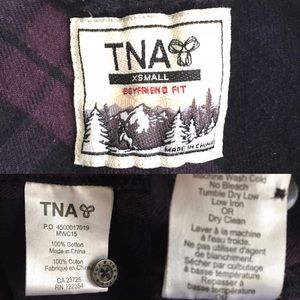 TNA
XSMALL
BOYFRIEND FIT
MADE IN CHINA
TNA
P.O. 4500017019
MWC15
100% Cotton
Made in China
100% Coton
Fabriqué en China
CA 23725
RN 122354
Machine Wash Cold
No Bleach
Tumble Dry Low
Low Iron
OR
Dry Clean
Laver à la machine
à l'eau froide.
Ne pas utiliser d'agent
de blanchiment.
Sécher par culbutage
à basse température.
Repasser à
basse température